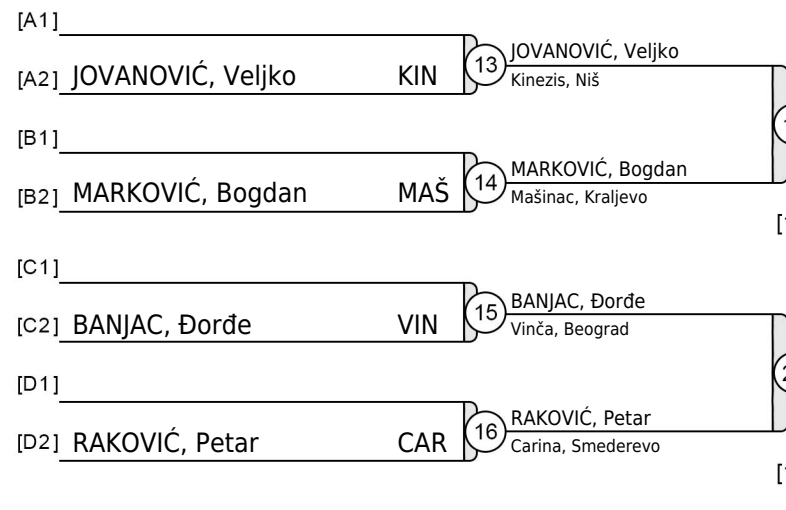 [A1]
[A2] JOVANOVIĆ, Veljko KIN
13
JOVANOVIĆ, Veljko
Kinezis, Niš
[B1]
[B2] MARKOVIĆ, Bogdan MAŠ
14
MARKOVIĆ, Bogdan
Mašinac, Kraljevo
[C1]
[C2] BANJAC, Đorđe VIN
15
BANJAC, Đorđe
Vinča, Beograd
[D1]
[D2] RAKOVIĆ, Petar CAR
16
RAKOVIĆ, Petar
Carina, Smederevo